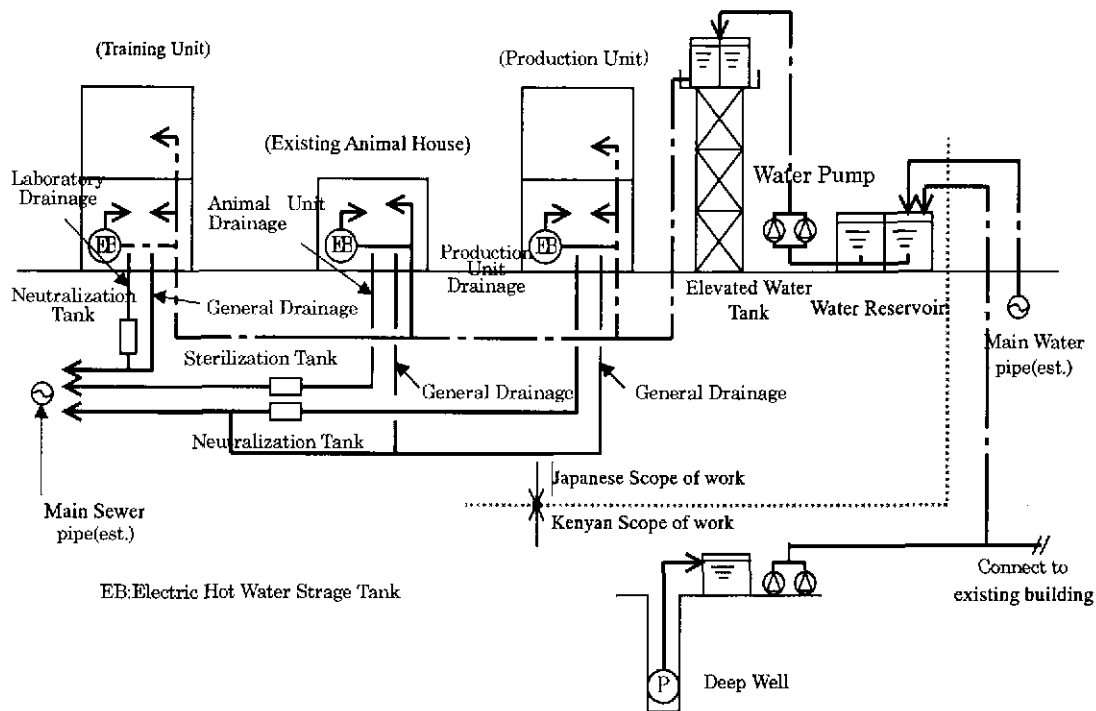 (Training Unit)
(Production Unit)
(Existing Animal House)
Laboratory
Drainage
Animal Unit
Drainage
Water Pump
EB
EB
EB
Production
Unit
Drainage
Neutralization
Tank
General Drainage
Elevated Water
Tank
Water Reservoir
Main Water
pipe(est.)
Sterilization Tank
General Drainage
General Drainage
Neutralization Tank
Japanese Scope of work
Kenyan Scope of work
Main Sewer
pipe(est.)
Connect to
existing building
EB:Electric Hot Water Strage Tank
P
Deep Well